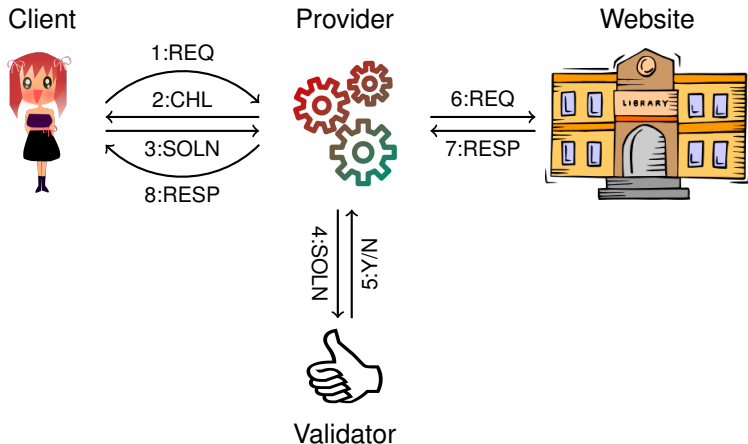 Client
Provider
Website
1:REQ
2:CHL
3:SOLN
8:RESP
6:REQ
7:RESP
LIBRARY
4:SOLN
5:Y/N
Validator